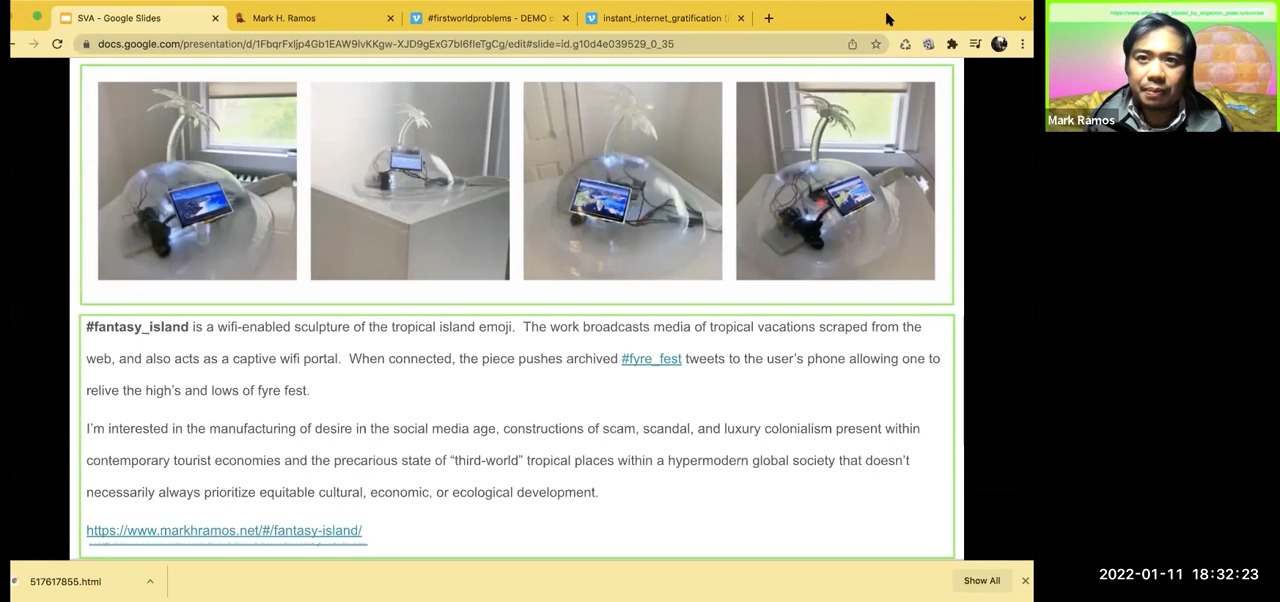 SVA - Google Slides
Mark H. Ramos
#firstworldproblems - DEMO
instant_internet_gratification
docs.google.com/presentation/d/1FbqrFxljp4Gb1EAW9ivKKgw-XJD9gExG7bI6fIeTgCg/edit#slide=id.g10d4e039529_0_35
Mark Ramos
#fantasy_island is a wifi-enabled sculpture of the tropical island emoji. The work broadcasts media of tropical vacations scraped from the
web, and also acts as a captive wifi portal. When connected, the piece pushes archived #fyre_fest tweets to the user's phone allowing one to
relive the high's and lows of fyre fest.
I'm interested in the manufacturing of desire in the social media age, constructions of scam, scandal, and luxury colonialism present within
contemporary tourist economies and the precarious state of "third-world" tropical places within a hypermodern global society that doesn't
necessarily always prioritize equitable cultural, economic, or ecological development.
https://www.markhramos.net/#/fantasy-island/
517617855.html
Show All
2022-01-11 18:32:23